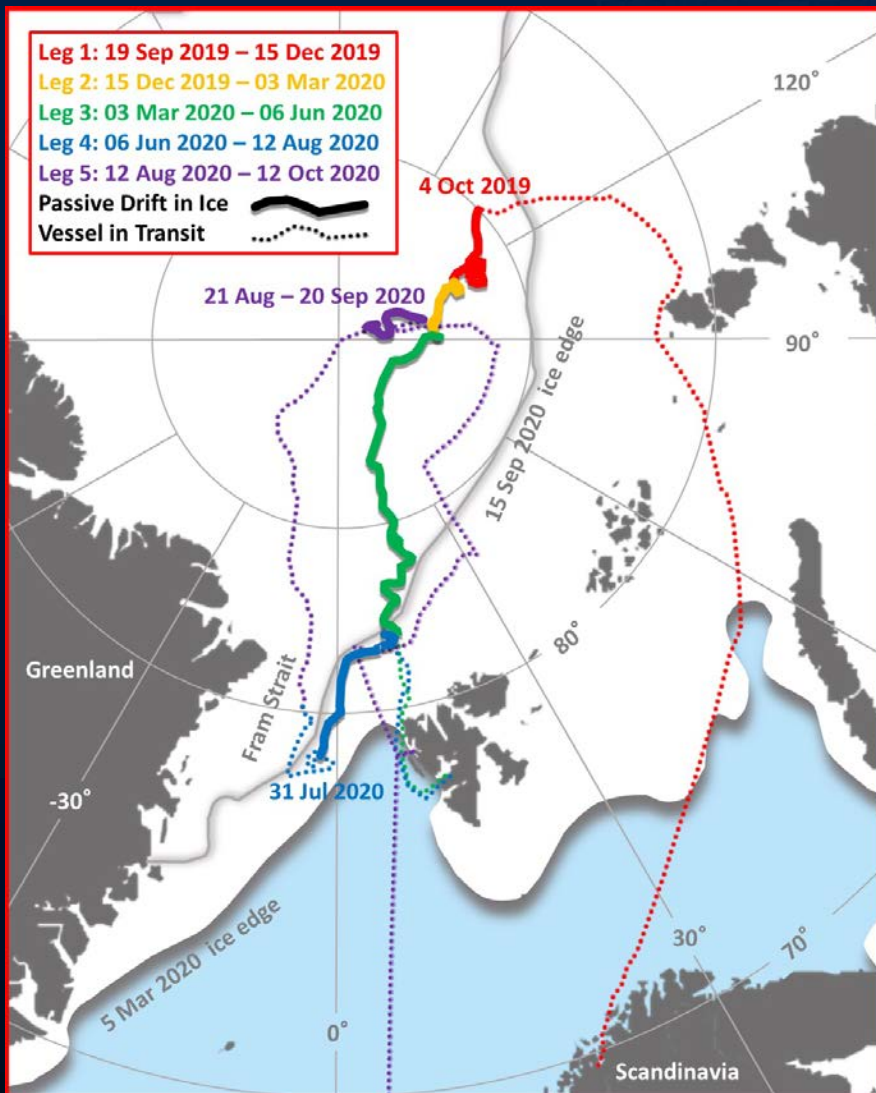 Leg 1: 19 Sep 2019 – 15 Dec 2019
Leg 2: 15 Dec 2019 – 03 Mar 2020
Leg 3: 03 Mar 2020 – 06 Jun 2020
Leg 4: 06 Jun 2020 – 12 Aug 2020
Leg 5: 12 Aug 2020 – 12 Oct 2020
Passive Drift in Ice
Vessel in Transit
120°
4 Oct 2019
21 Aug – 20 Sep 2020
90°
15 Sep 2020 ice edge
80°
Greenland
Fram Strait
-30°
31 Jul 2020
5 Mar 2020 ice edge
30°
70°
0°
Scandinavia